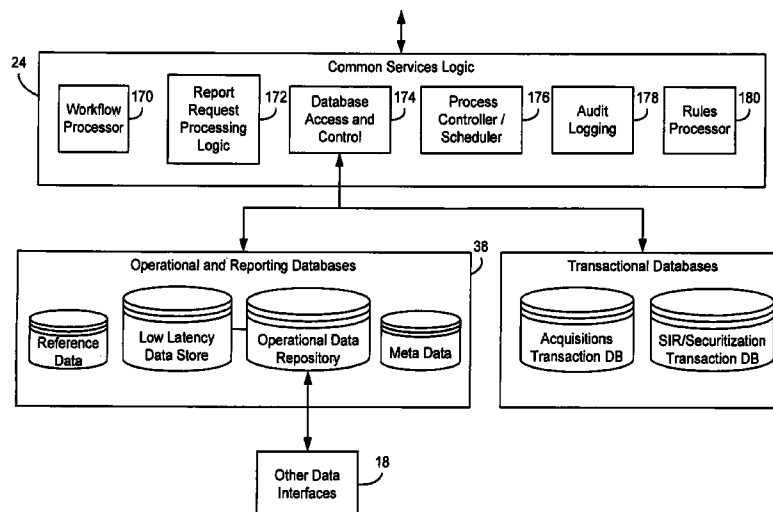 24
Common Services Logic
Workflow
Processor
170
Report
Request
Processing
Logic
172
Database
Access and
Control
174
Process
Controller /
Scheduler
176
Audit
Logging
178
Rules
Processor
180
Operational and Reporting Databases
38
Reference
Data
Low Latency
Data Store
Operational Data
Repository
Meta Data
Transactional Databases
Acquisitions
Transaction DB
SIR/Securitization
Transaction DB
Other Data
Interfaces
18